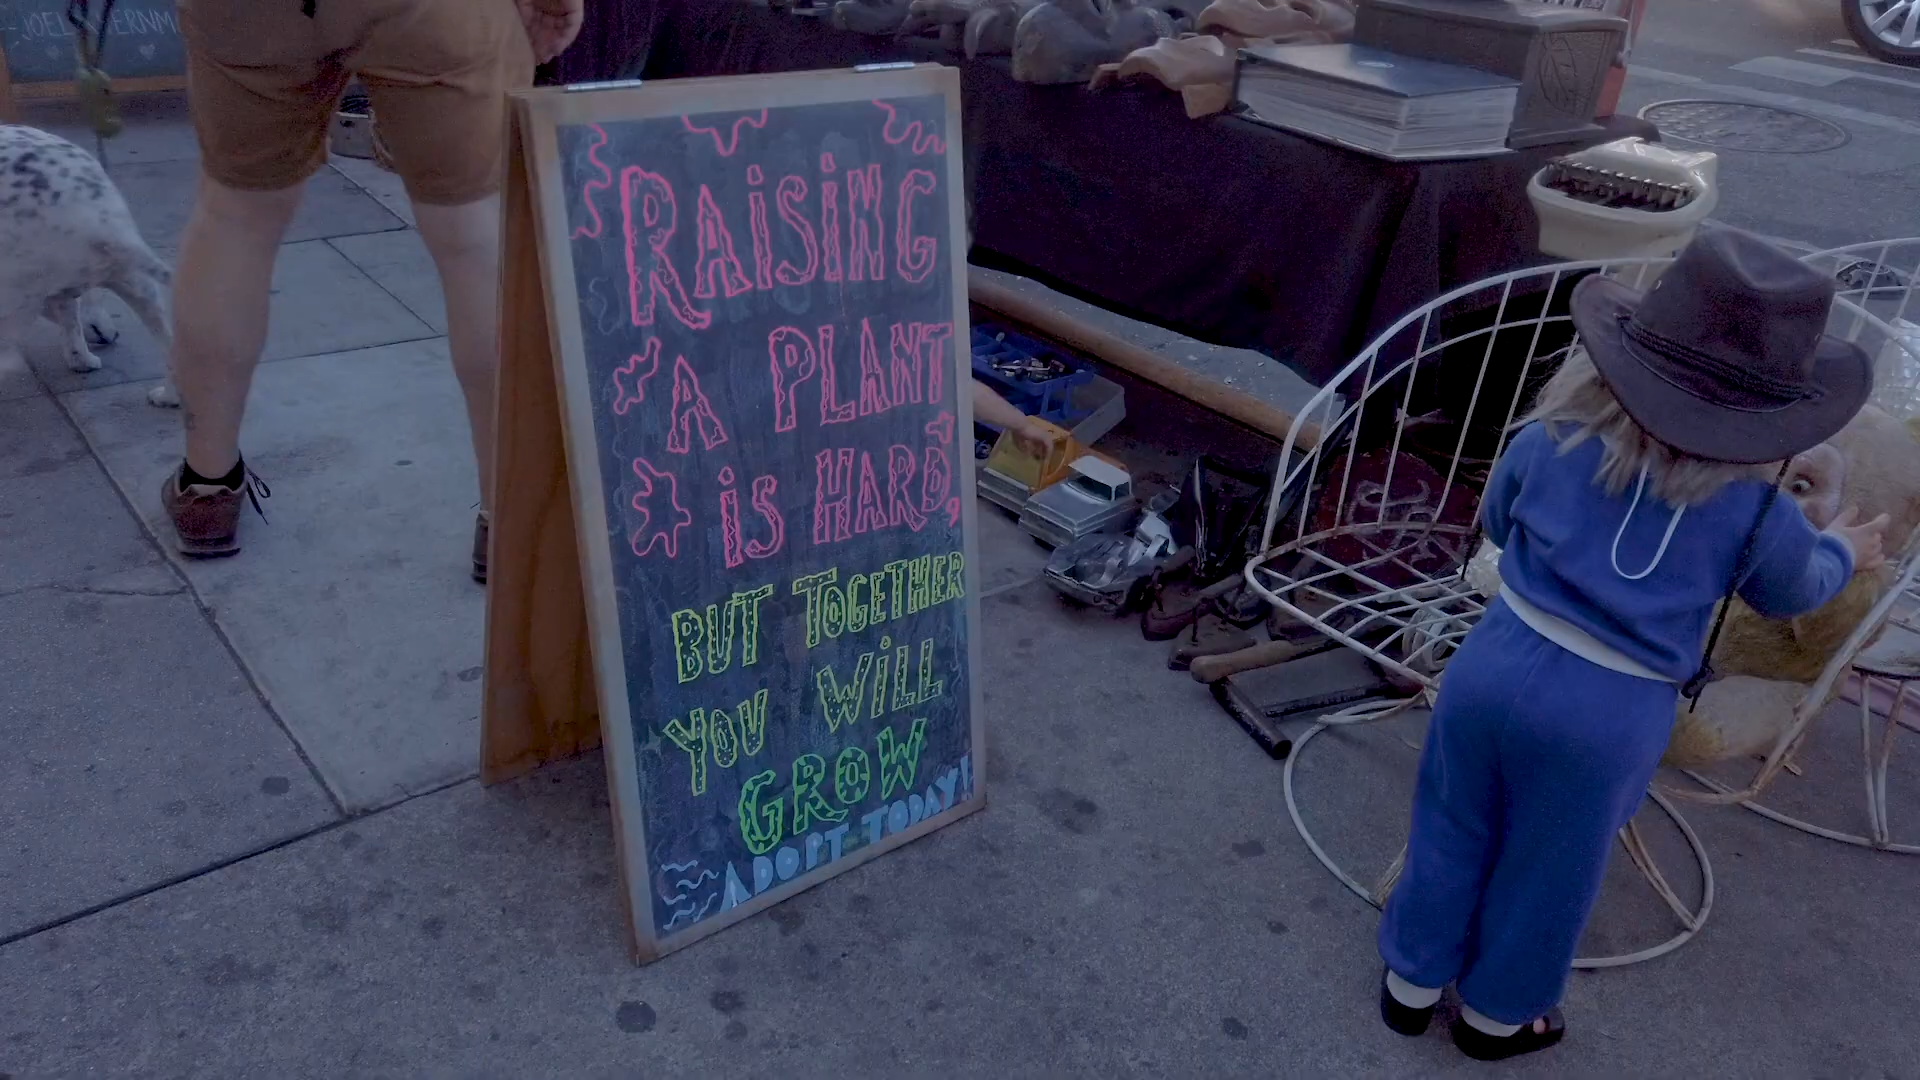 RAiSiNG
A PLANT
iS HARD,
BUT TOGETHER
YOU WiLL
GROW
ADOPT TODAY!